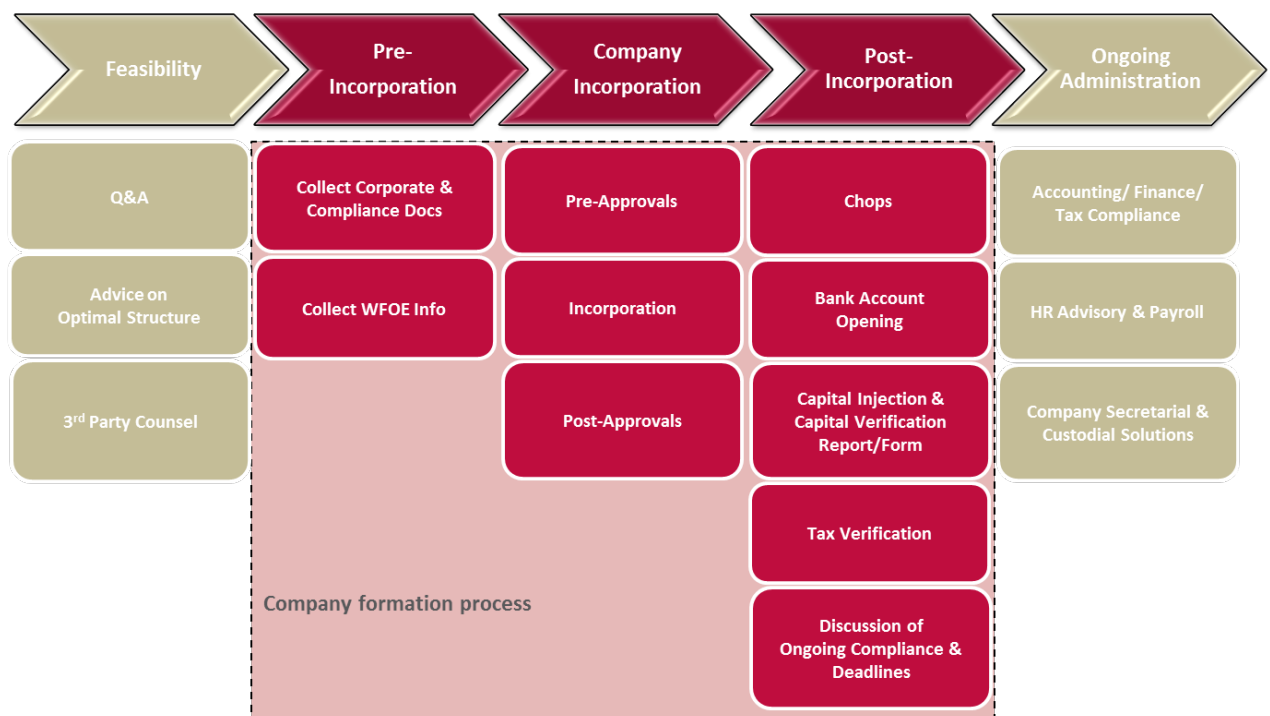 Feasibility
Pre-
Incorporation
Company
Incorporation
Post-
Incorporation
Ongoing
Administration
Q&A
Advice on
Optimal Structure
3rd Party Counsel
Collect Corporate &
Compliance Docs
Collect WFOE Info
Pre-Approvals
Incorporation
Post-Approvals
Chops
Bank Account
Opening
Capital Injection &
Capital Verification
Report/Form
Tax Verification
Discussion of
Ongoing Compliance &
Deadlines
Accounting/ Finance/
Tax Compliance
HR Advisory & Payroll
Company Secretarial &
Custodial Solutions
Company formation process